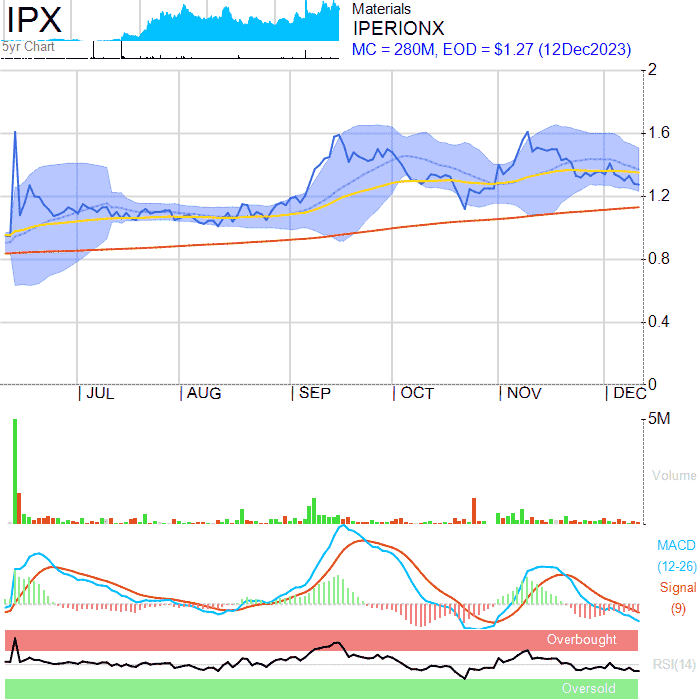 IPX
5yr Chart
Materials
IPERIONX
MC = 280M, EOD = $1.27 (12Dec2023)
2
1.6
1.2
0.8
0.4
0
| JUL | AUG | SEP | OCT | NOV | DEC
5M
Volume
MACD
(12-26)
Signal
(9)
Overbought
RSI(14)
Oversold